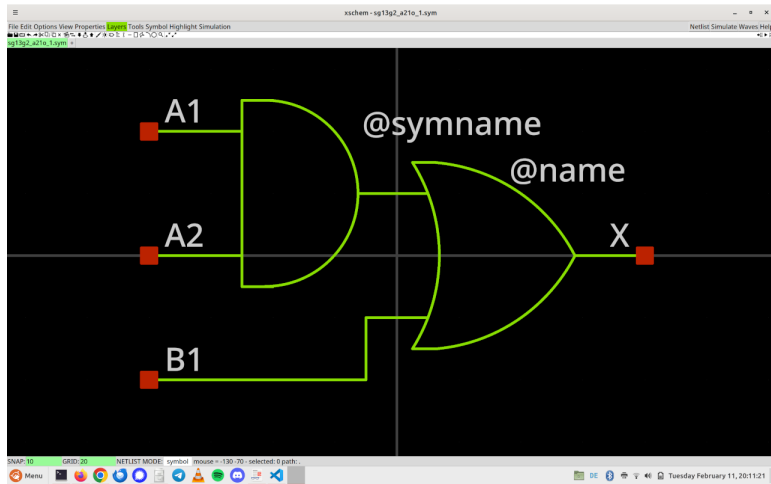 xschem - sg13g2_a21o_1.sym
File Edit Options View Properties Layers Tools Symbol Highlight Simulation Netlist Simulate Waves Help
sg13g2_a21o_1.sym
A1
@symname
@name
A2
X
B1
SNAP: 10 GRID: 20 NETLIST MODE: symbol mouse = -130 -70 - selected: 0 path: .
Menu DE Tuesday February 11, 20:11:21